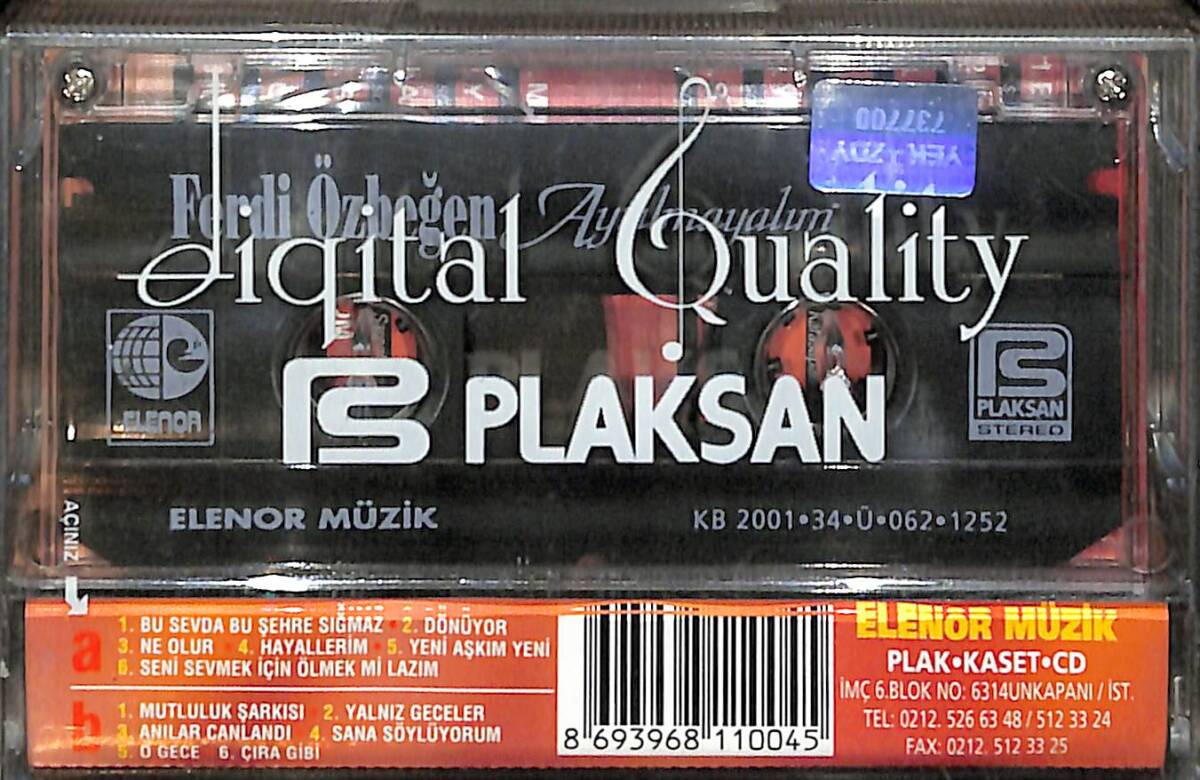 737700
Ferdi Özbeğen Ayrılmayalım
digital Quality
ELENOR
PLAKSAN
PLAKSAN
STEREO
ELENOR MÜZİK
KB 2001•34•Ü•062•1252
AÇINIZ
a
1. BU SEVDA BU ŞEHRE SIĞMAZ 2. DÖNÜYOR
3. NE OLUR 4. HAYALLERİM 5. YENİ AŞKIM YENİ
6. SENİ SEVMEK İÇİN ÖLMEK Mİ LAZIM
b
1. MUTLULUK ŞARKISI 2. YALNIZ GECELER
3. ANILAR CANLANDI 4. SANA SÖYLÜYORUM
5. O GECE 6. ÇIRA GİBİ
8 693968 110045
ELENOR MÜZİK
PLAK•KASET•CD
İMÇ 6.BLOK NO: 6314UNKAPANI / İST.
TEL: 0212. 526 63 48 / 512 33 24
FAX: 0212. 512 33 25